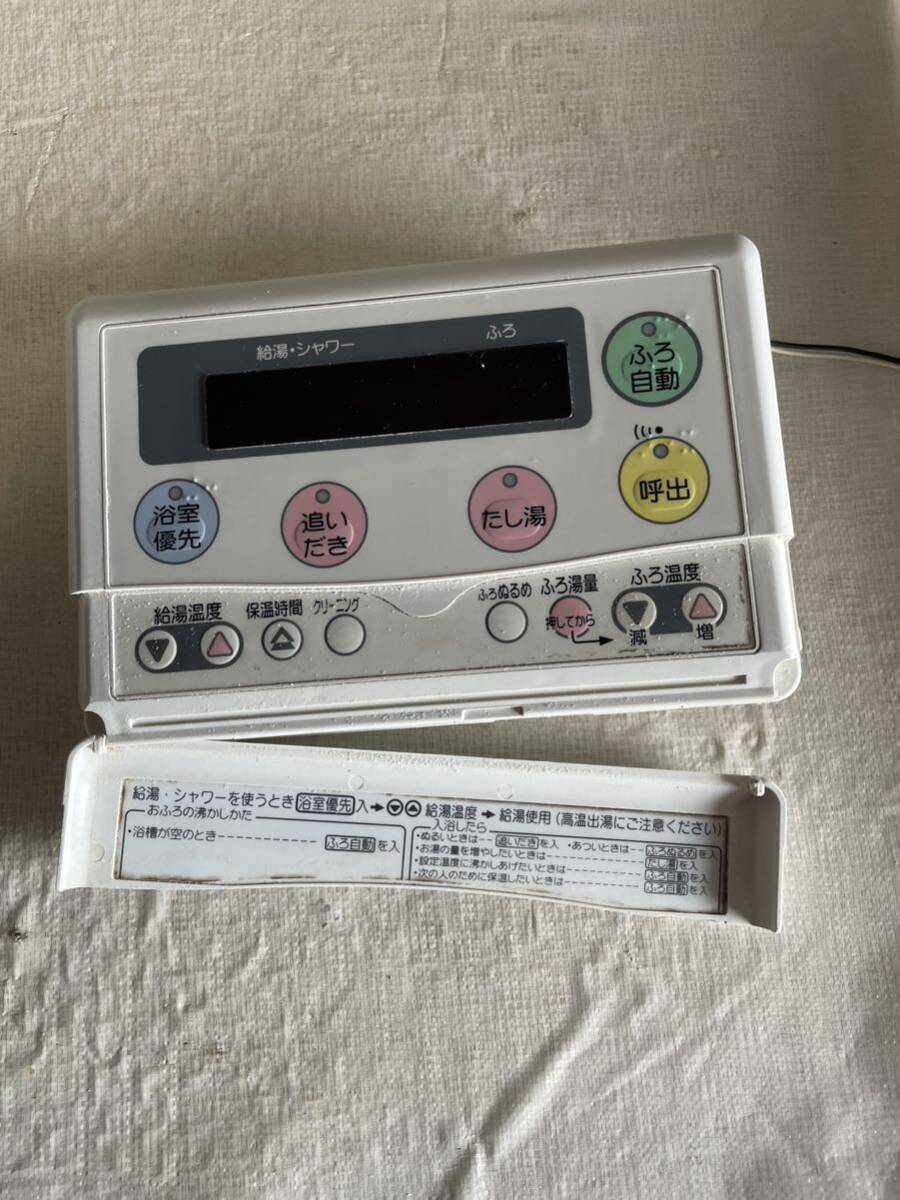 給湯・シャワー
ふろ
ふろ
自動
呼出
浴室
優先
追い
だき
たし湯
給湯温度
保温時間
クリーニング
ふろぬるめ
ふろ湯量
押してから
ふろ温度
減
増
給湯・シャワーを使うとき 浴室優先 入 ➔ ▽△ 給湯温度 ➔ 給湯使用 (高温出湯にご注意ください)
おふろの沸かしかた
・浴槽が空のとき---------- ふろ自動 を入
入浴したら
・ぬるいときは-- 追いだき を入 ・あついときは-- ふろぬるめ を入
・お湯の量を増やしたいときは---------- たし湯 を入
・設定温度に沸かしあげたいときは---------- ふろ自動 を入
・次の人のために保温したいときは---------- ふろ自動 を入